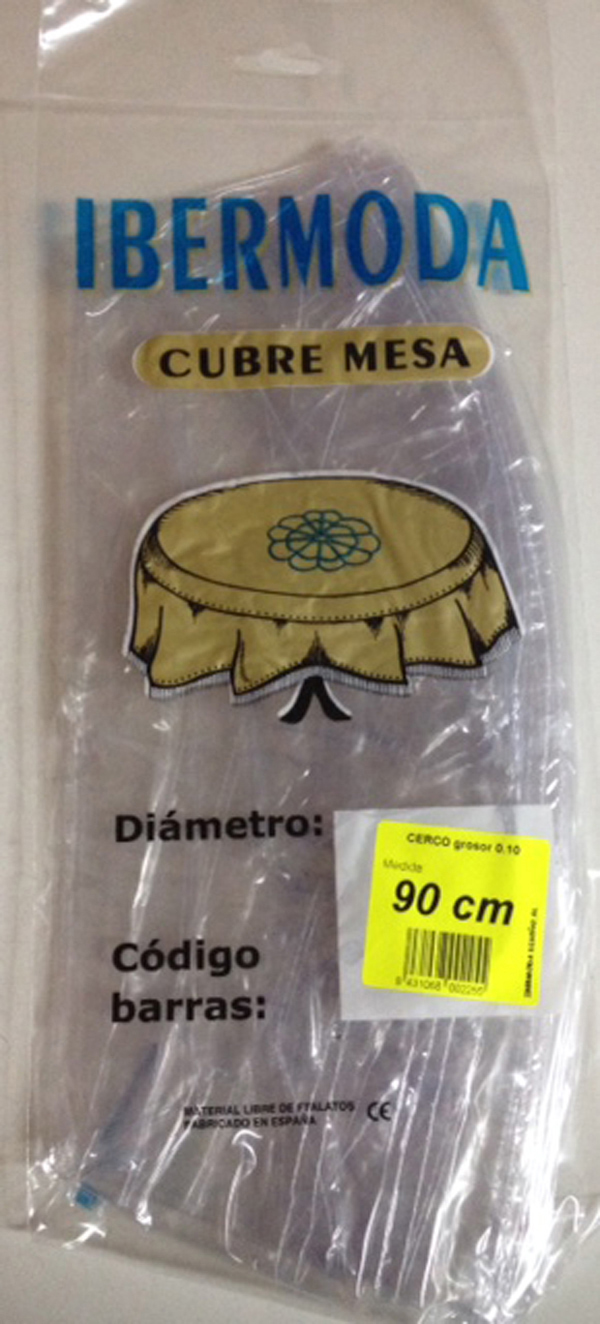 IBERMODA
CUBRE MESA
Diámetro:
CERCO grosor 0.10
Medida
90 cm
Código
barras:
MATERIAL LIBRE DE FTALATOS
FABRICADO EN ESPAÑA
CE